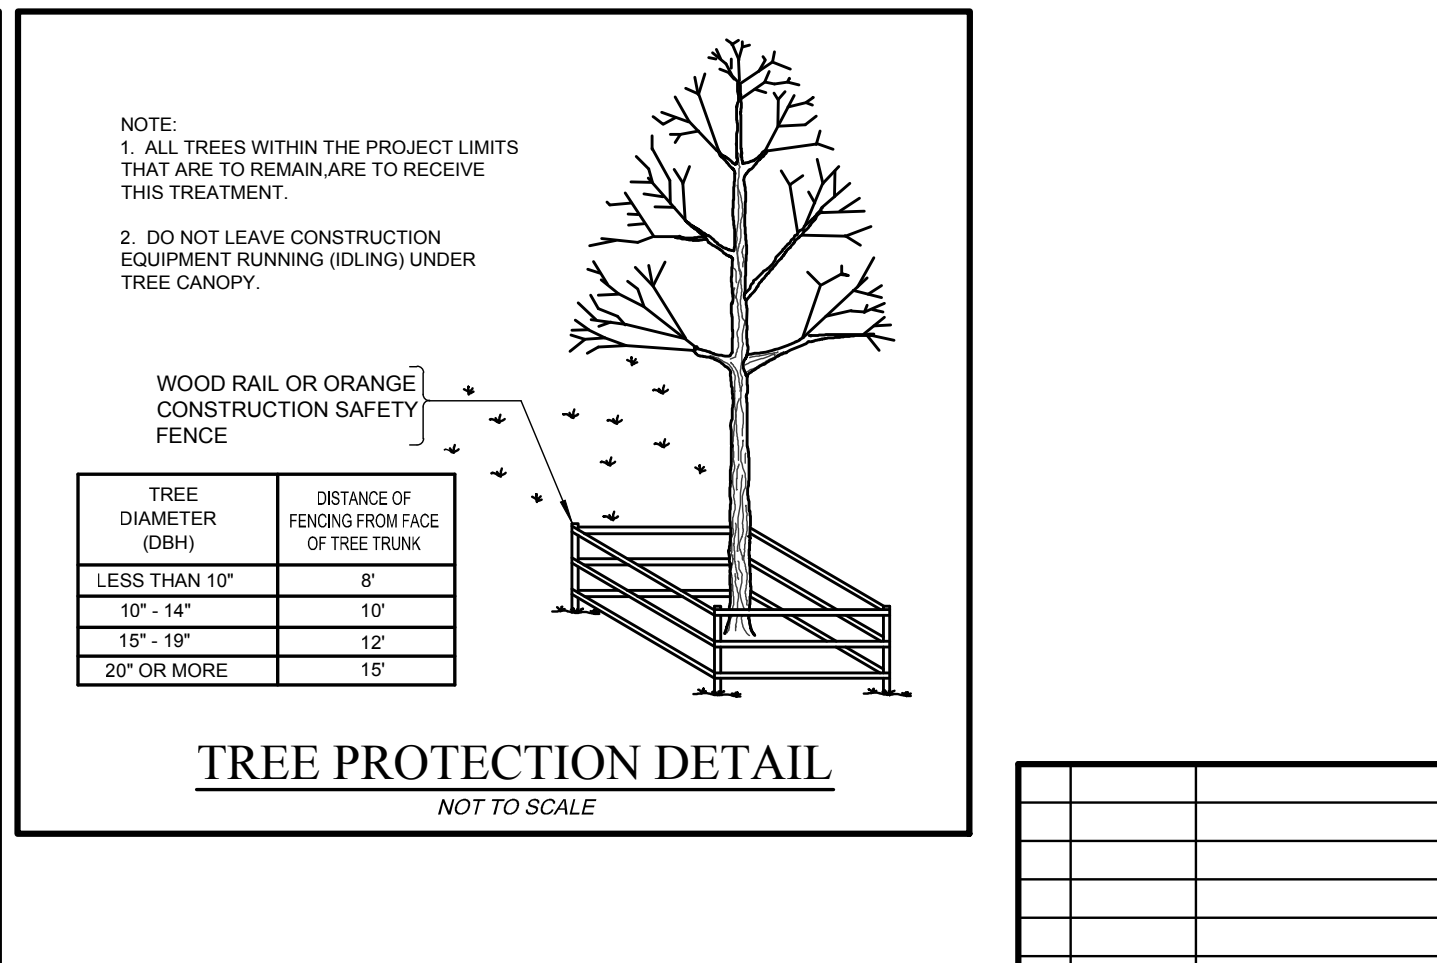 NOTE:
1. ALL TREES WITHIN THE PROJECT LIMITS
THAT ARE TO REMAIN,ARE TO RECEIVE
THIS TREATMENT.
2. DO NOT LEAVE CONSTRUCTION
EQUIPMENT RUNNING (IDLING) UNDER
TREE CANOPY.
WOOD RAIL OR ORANGE
CONSTRUCTION SAFETY
FENCE
TREE
DIAMETER
(DBH)
DISTANCE OF
FENCING FROM FACE
OF TREE TRUNK
LESS THAN 10" 8'
10" - 14" 10'
15" - 19" 12'
20" OR MORE 15'
TREE PROTECTION DETAIL
NOT TO SCALE